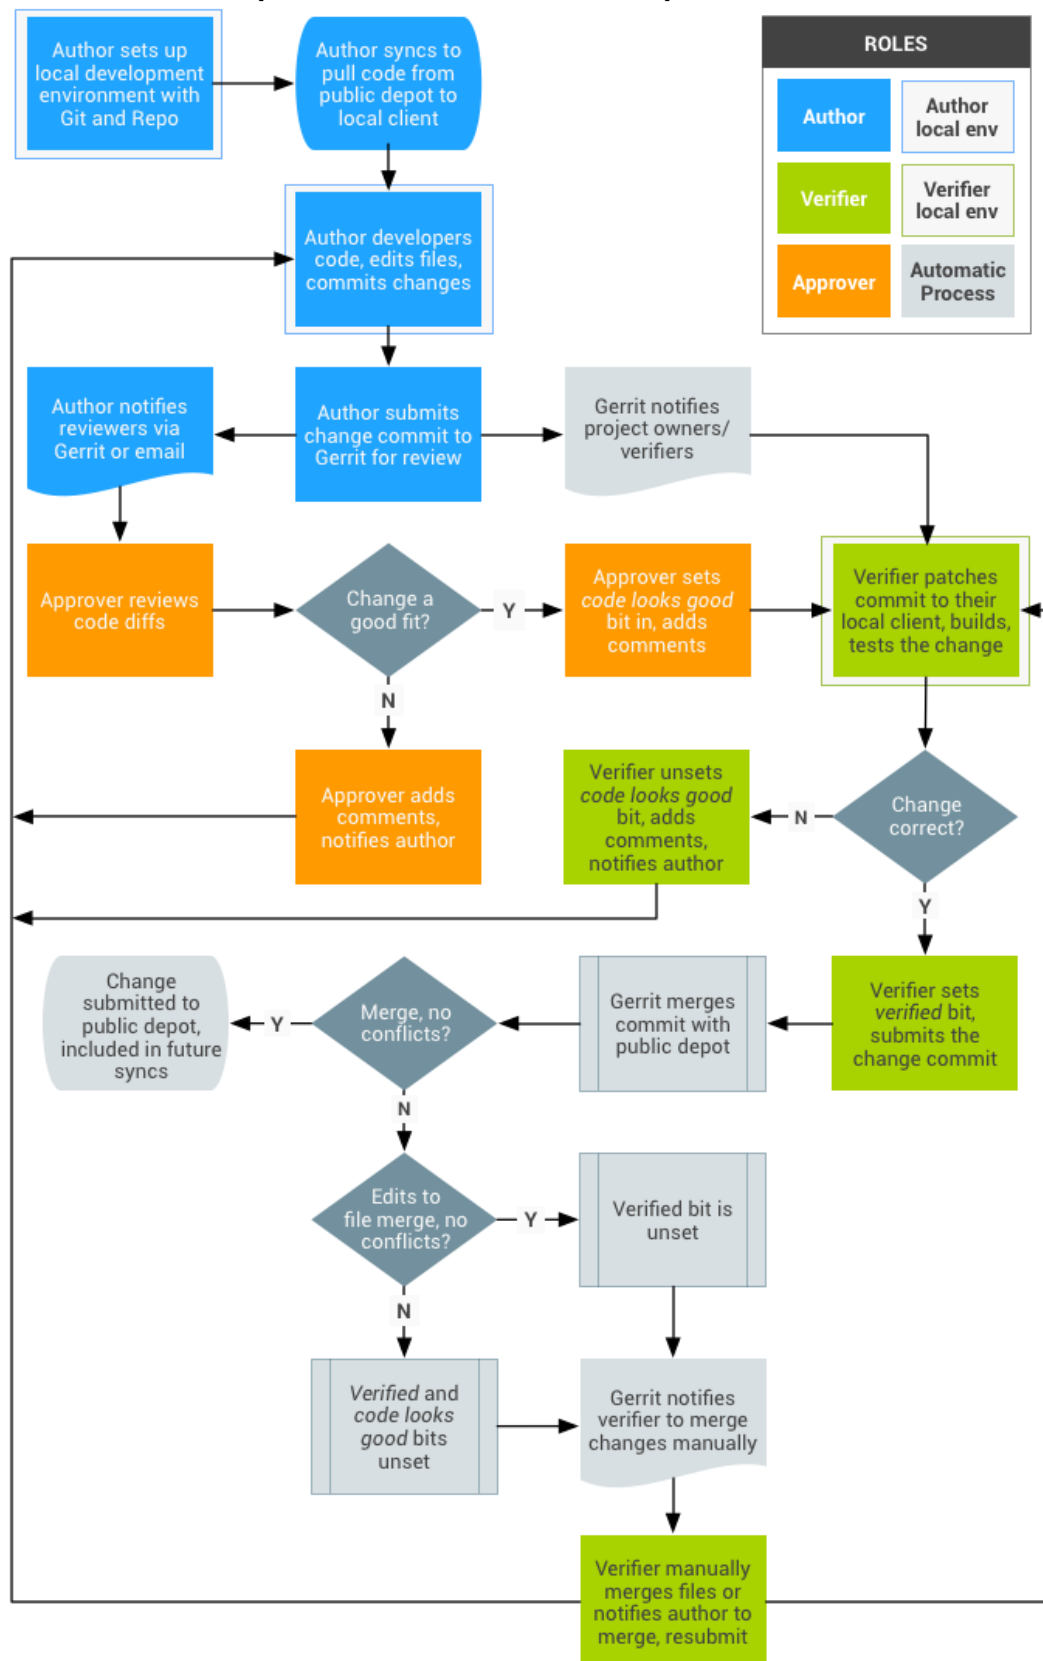 Author sets up
local development
environment with
Git and Repo
Author syncs to
pull code from
public depot to
local client
ROLES
Author
Author
local env
Verifier
Verifier
local env
Approver
Automatic
Process
Author developers
code, edits files,
commits changes
Author notifies
reviewers via
Gerrit or email
Author submits
change commit to
Gerrit for review
Gerrit notifies
project owners/
verifiers
Approver reviews
code diffs
Change a
good fit?
Y
Approver sets
code looks good
bit in, adds
comments
Verifier patches
commit to their
local client, builds,
tests the change
N
Approver adds
comments,
notifies author
Verifier unsets
code looks good
bit, adds
comments,
notifies author
N
Change
correct?
Y
Change
submitted to
public depot,
included in future
syncs
Y
Merge, no
conflicts?
Gerrit merges
commit with
public depot
Verifier sets
verified bit,
submits the
change commit
N
Edits to
file merge, no
conflicts?
Y
Verified bit is
unset
N
Verified and
code looks
good bits
unset
Gerrit notifies
verifier to merge
changes manually
Verifier manually
merges files or
notifies author to
merge, resubmit